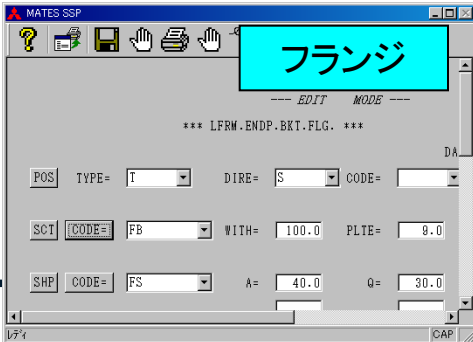 MATES SSP
フランジ
--- EDIT MODE ---
*** LFRM.ENDP.BKT.FLG. ***
DA
POS TYPE= T DIRE= S CODE=
SCT CODE= FB WITH= 100.0 PLTE= 9.0
SHP CODE= FS A= 40.0 Q= 30.0
ﾚﾃﾞｨ CAP